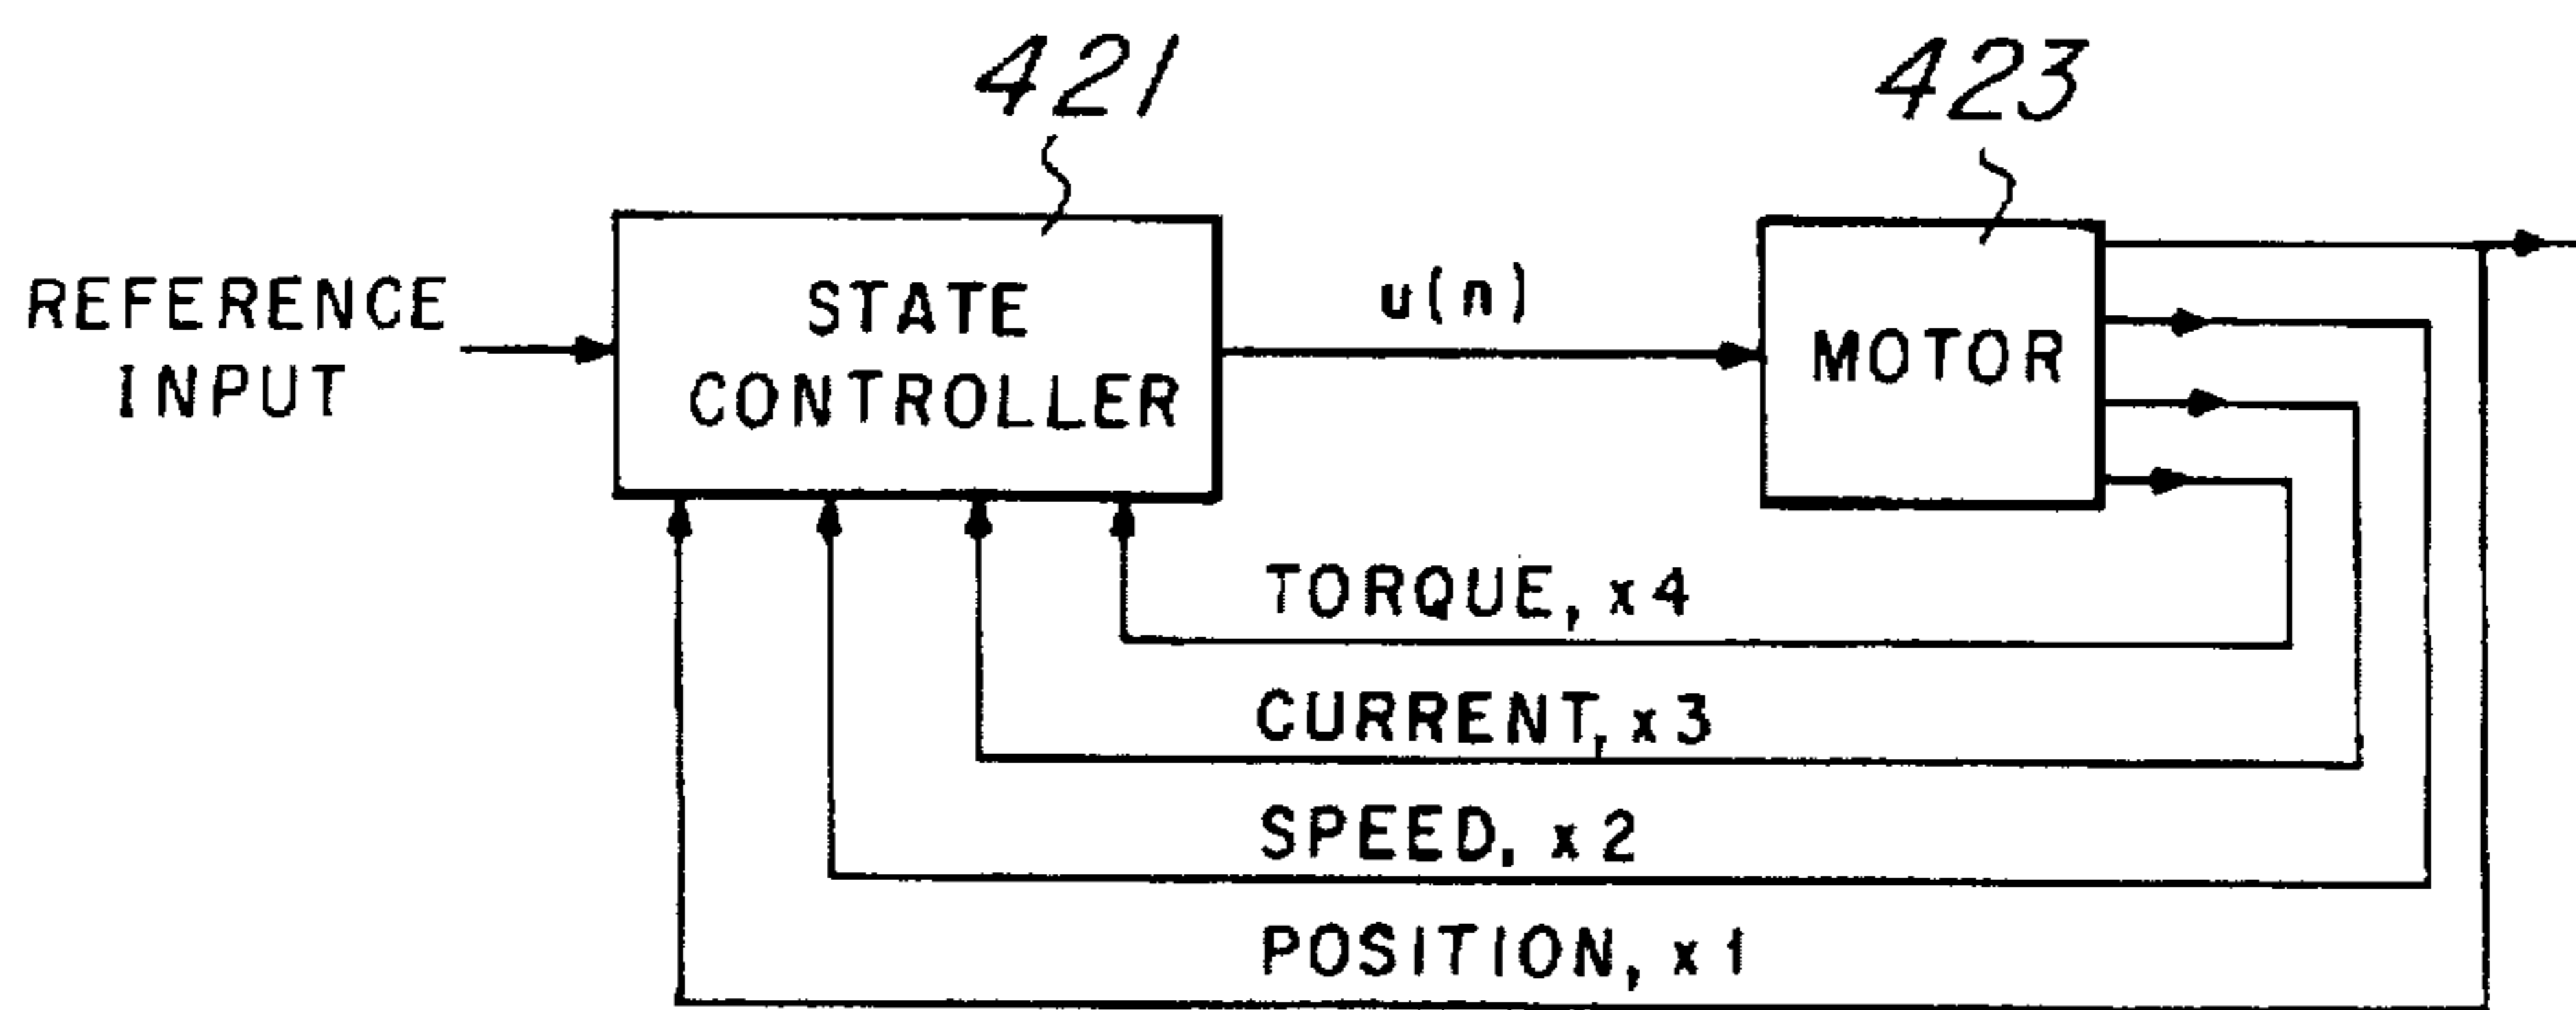 421
423
REFERENCE
INPUT
STATE
CONTROLLER
u(n)
MOTOR
TORQUE, x4
CURRENT, x3
SPEED, x2
POSITION, x1